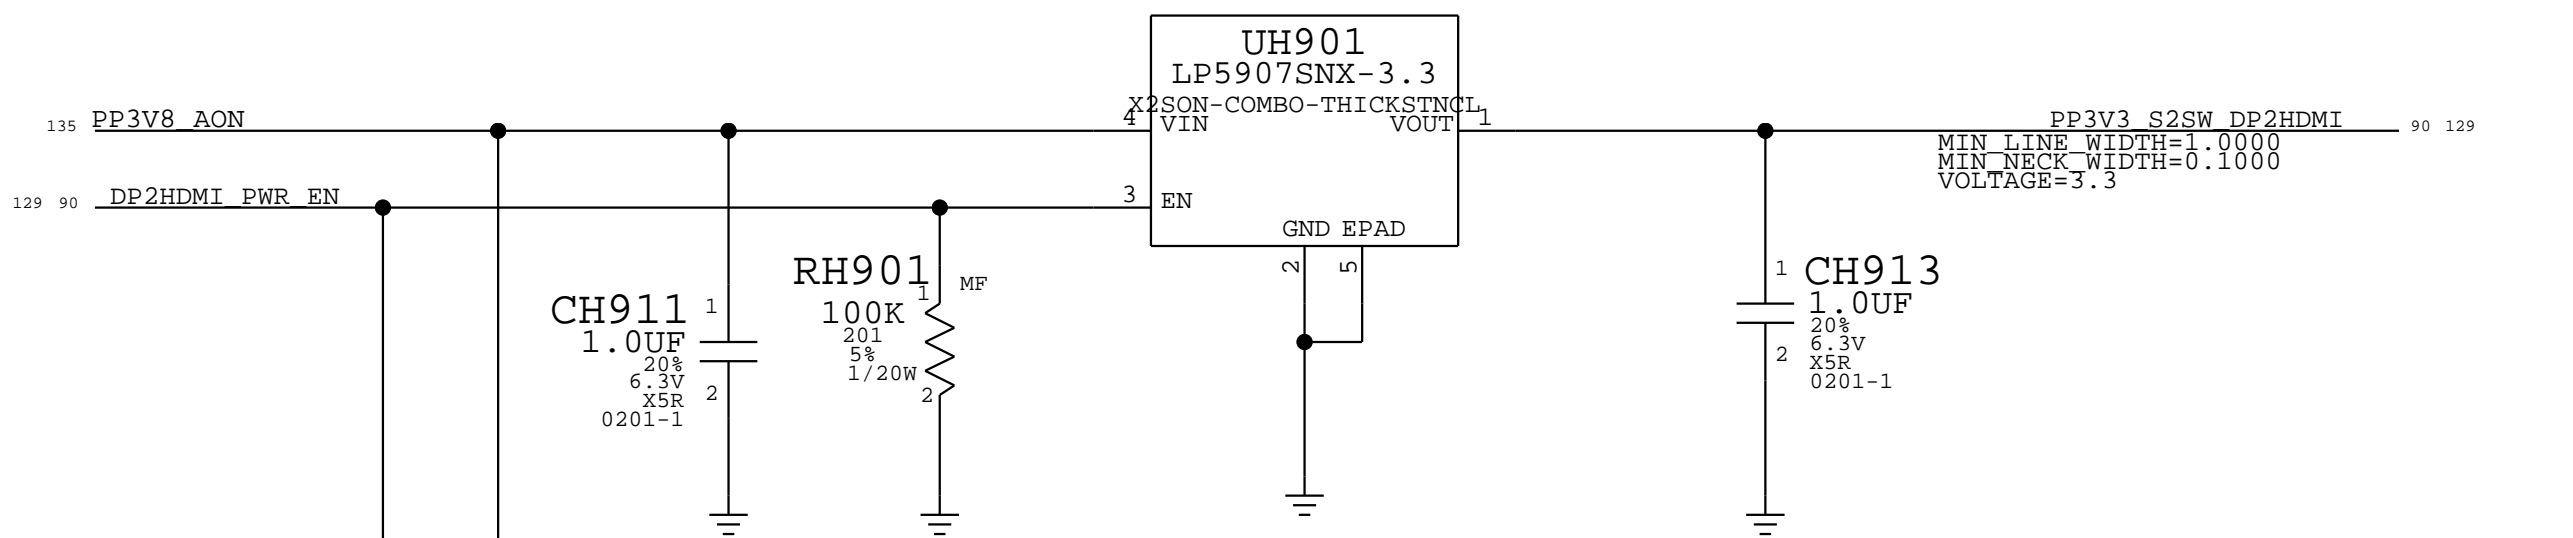 UH901
LP5907SNX-3.3
X2SON-COMBO-THICKSTNCL
135 PP3V8_AON
4 VIN
VOUT 1
PP3V3_S2SW_DP2HDMI 90 129
MIN_LINE_WIDTH=1.0000
MIN_NECK_WIDTH=0.1000
VOLTAGE=3.3
129 90 DP2HDMI_PWR_EN
3 EN
GND EPAD
2 5
CH911
1.0UF
20%
6.3V
X5R
0201-1
1
2
RH901
100K
201
5%
1/20W
1
2
MF
1
2
CH913
1.0UF
20%
6.3V
X5R
0201-1